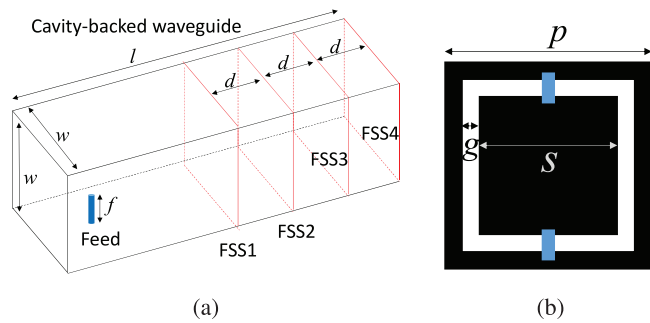 Cavity-backed waveguide
l
d
d
d
w
w
f
Feed
FSS1
FSS2
FSS3
FSS4
(a)
p
g
s
(b)